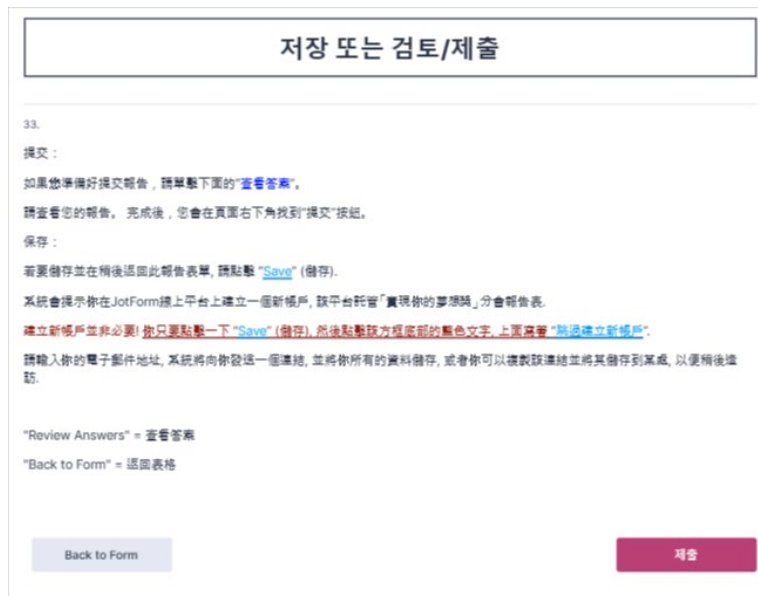 저장 또는 검토/제출
33.
提交：
如果您準備好提交報告，請單擊下面的"查看答案"。
請查看您的報告。 完成後，您會在頁面右下角找到"提交"按鈕。
保存：
若要儲存並在稍後返回此報告表單, 請點擊 "Save" (儲存).
系統會提示你在JotForm線上平台上建立一個新帳戶, 該平台託管「實現你的夢想獎」分會報告表.
建立新帳戶並非必要! 你只要點擊一下 "Save" (儲存), 然後點擊該方框底部的藍色文字, 上面寫著 "跳過建立新帳戶".
請輸入你的電子郵件地址, 系統將向你發送一個連結, 並將你所有的資料儲存, 或者你可以複製該連結並將其儲存到某處, 以便稍後造
訪.
"Review Answers" = 查看答案
"Back to Form" = 返回表格
Back to Form
제출